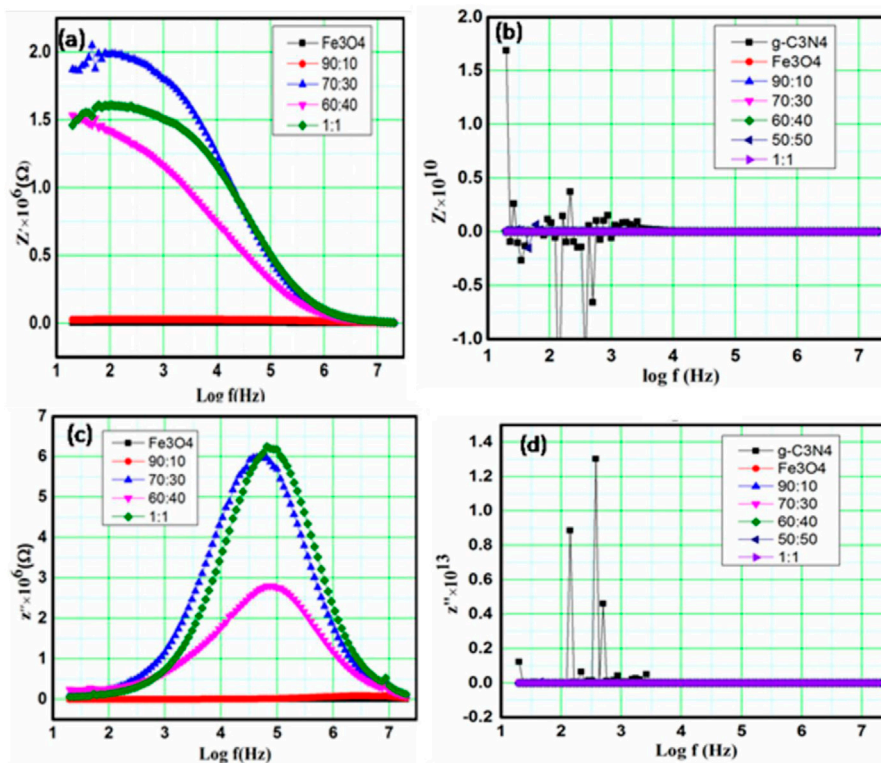 (a)
Fe3O4
90:10
70:30
60:40
1:1
2.0
1.5
1.0
0.5
0.0
Z'×10⁶(Ω)
1 2 3 4 5 6 7
Log f(Hz)
(b)
g-C3N4
Fe3O4
90:10
70:30
60:40
50:50
1:1
2.0
1.5
1.0
0.5
0.0
-0.5
-1.0
Z'×10¹⁰
1 2 3 4 5 6 7
log f (Hz)
(c)
Fe3O4
90:10
70:30
60:40
1:1
7
6
5
4
3
2
1
0
z''×10⁶(Ω)
1 2 3 4 5 6 7
Log f(Hz)
(d)
g-C3N4
Fe3O4
90:10
70:30
60:40
50:50
1:1
1.4
1.2
1.0
0.8
0.6
0.4
0.2
0.0
-0.2
z''×10¹³
1 2 3 4 5 6 7
Log f (Hz)